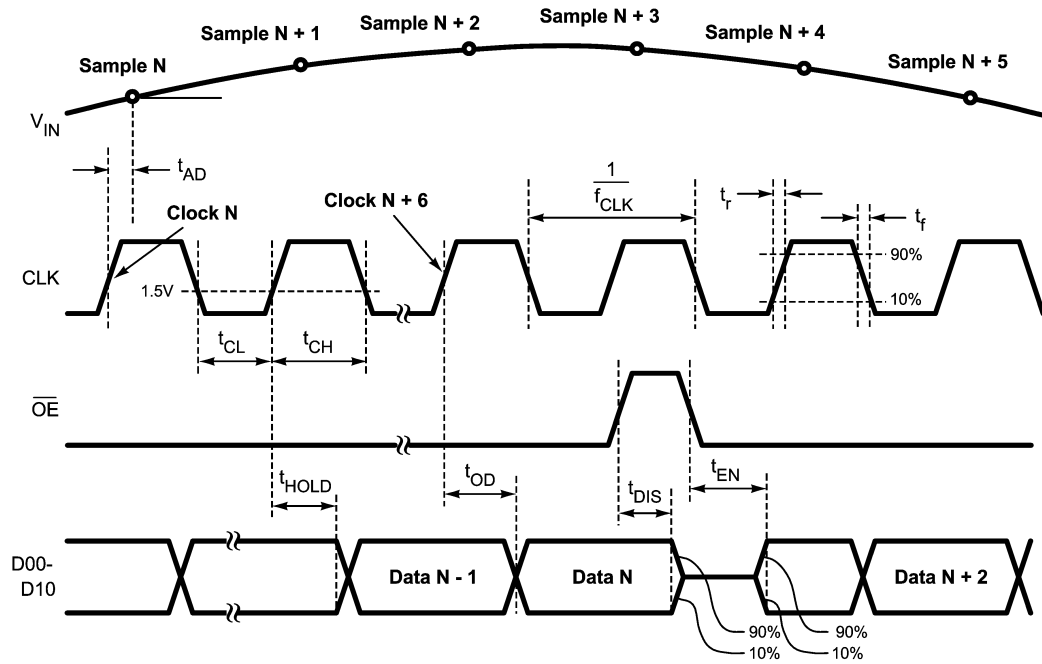 Sample N
Sample N + 1
Sample N + 2
Sample N + 3
Sample N + 4
Sample N + 5
VIN
tAD
Clock N
Clock N + 6
1
fCLK
tr
tf
CLK
1.5V
90%
10%
tCL
tCH
OE
tHOLD
tOD
tDIS
tEN
D00-
D10
Data N - 1
Data N
Data N + 2
90%
10%
90%
10%